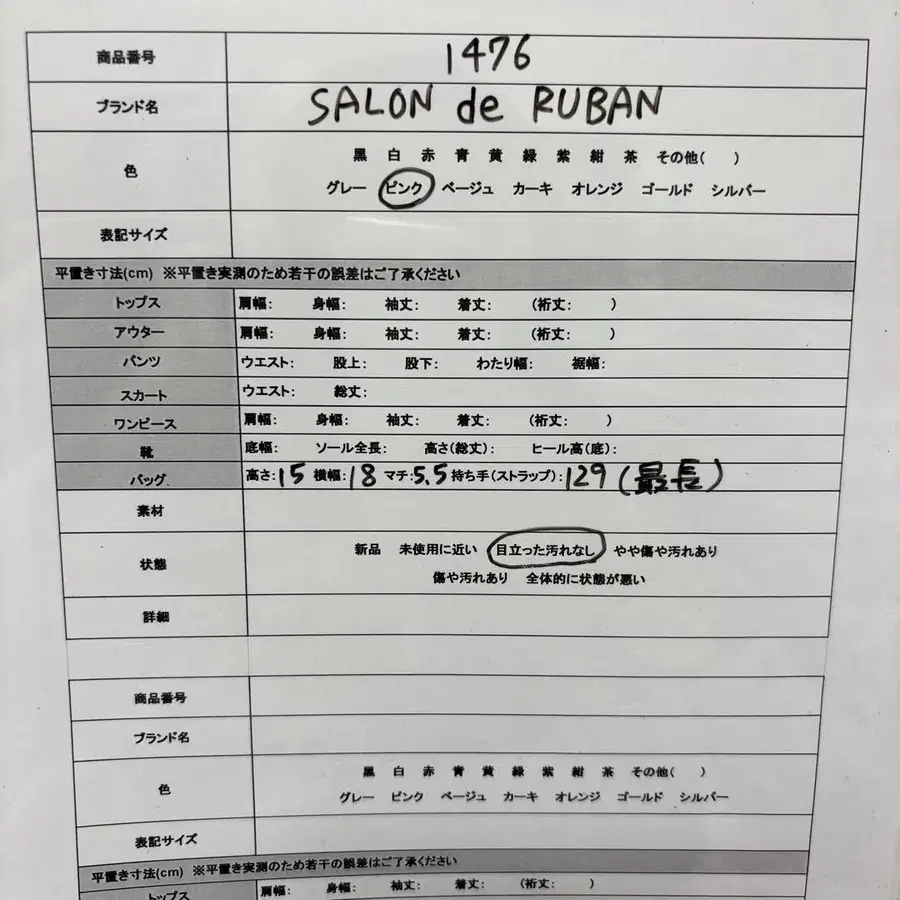 商品番号 1476
ブランド名 SALON de RUBAN
色 黒 白 赤 青 黄 緑 紫 紺 茶 その他( )
グレー ピンク ベージュ カーキ オレンジ ゴールド シルバー
表記サイズ
平置き寸法(cm) ※平置き実測のため若干の誤差はご了承ください
トップス 肩幅: 身幅: 袖丈: 着丈: (裄丈: )
アウター 肩幅: 身幅: 袖丈: 着丈: (裄丈: )
パンツ ウエスト: 股上: 股下: わたり幅: 裾幅:
スカート ウエスト: 総丈:
ワンピース 肩幅: 身幅: 袖丈: 着丈: (裄丈: )
靴 底幅: ソール全長: 高さ(総丈): ヒール高(底):
バッグ 高さ:15 横幅:18 マチ:5.5 持ち手(ストラップ):129(最長)
素材
状態 新品 未使用に近い 目立った汚れなし やや傷や汚れあり
傷や汚れあり 全体的に状態が悪い
詳細
商品番号
ブランド名
色 黒 白 赤 青 黄 緑 紫 紺 茶 その他( )
グレー ピンク ベージュ カーキ オレンジ ゴールド シルバー
表記サイズ
平置き寸法(cm) ※平置き実測のため若干の誤差はご了承ください
トップス 肩幅: 身幅: 袖丈: 着丈: (裄丈: )